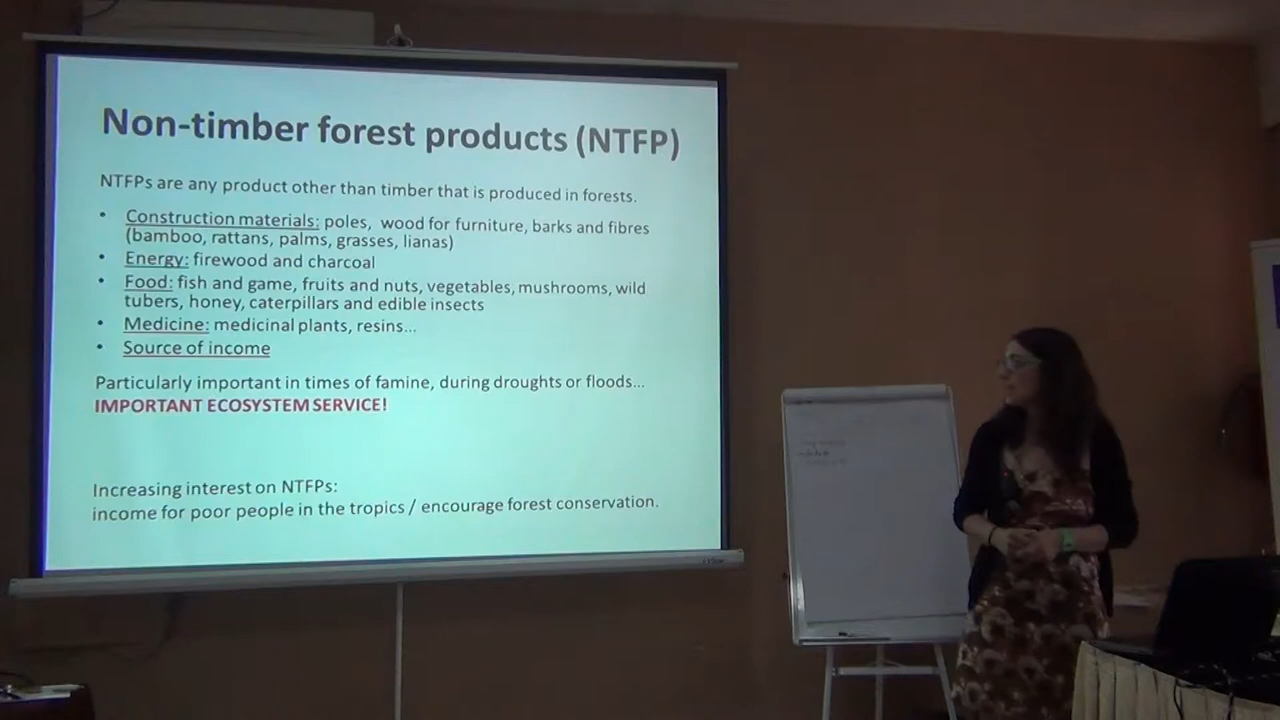 Non-timber forest products (NTFP)
NTFPs are any product other than timber that is produced in forests.
• Construction materials: poles, wood for furniture, barks and fibres
(bamboo, rattans, palms, grasses, lianas)
• Energy: firewood and charcoal
• Food: fish and game, fruits and nuts, vegetables, mushrooms, wild
tubers, honey, caterpillars and edible insects
• Medicine: medicinal plants, resins...
• Source of income
Particularly important in times of famine, during droughts or floods...
IMPORTANT ECOSYSTEM SERVICE!
Increasing interest on NTFPs:
income for poor people in the tropics / encourage forest conservation.